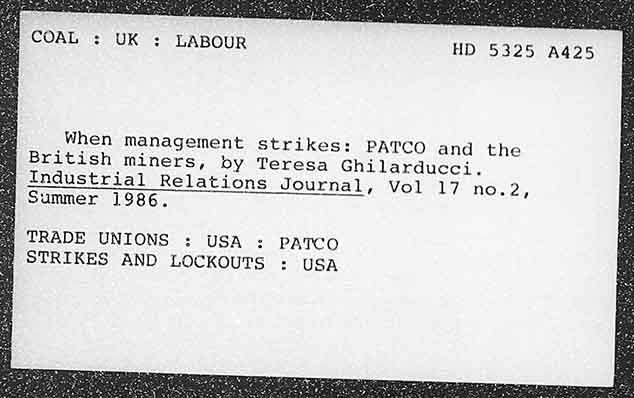 COAL : UK : LABOUR HD 5325 A425
When management strikes: PATCO and the
British miners, by Teresa Ghilarducci.
Industrial Relations Journal, Vol 17 no.2,
Summer 1986.
TRADE UNIONS : USA : PATCO
STRIKES AND LOCKOUTS : USA